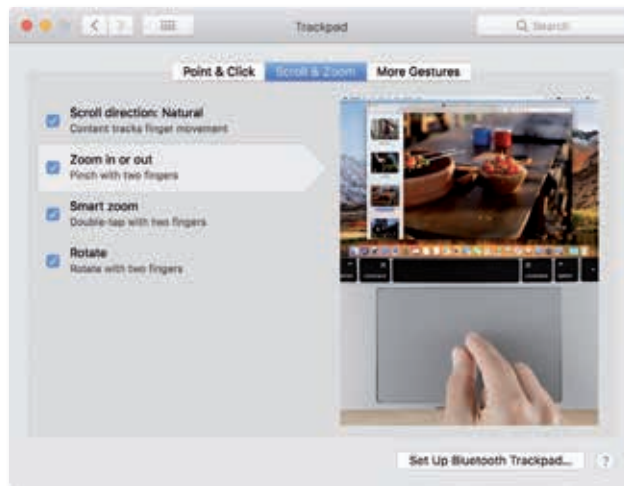 Trackpad
Search
Point & Click Scroll & Zoom More Gestures
Scroll direction: Natural
Content tracks finger movement
Zoom in or out
Pinch with two fingers
Smart zoom
Double-tap with two fingers
Rotate
Rotate with two fingers
Set Up Bluetooth Trackpad... ?